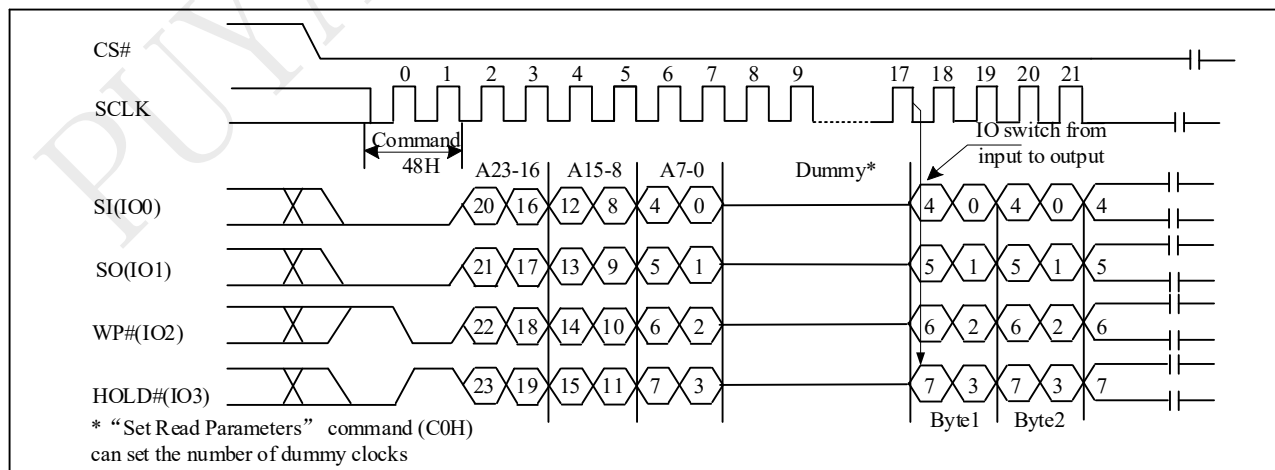 PUYA
CS#
0 1 2 3 4 5 6 7 8 9 17 18 19 20 21
SCLK
Command
48H
IO switch from
input to output
A23-16 A15-8 A7-0 Dummy*
SI(IO0) 20 16 12 8 4 0 4 0 4 0 4
SO(IO1) 21 17 13 9 5 1 5 1 5 1 5
WP#(IO2) 22 18 14 10 6 2 6 2 6 2 6
HOLD#(IO3) 23 19 15 11 7 3 7 3 7 3 7
Byte1 Byte2
* “Set Read Parameters” command (C0H)
can set the number of dummy clocks